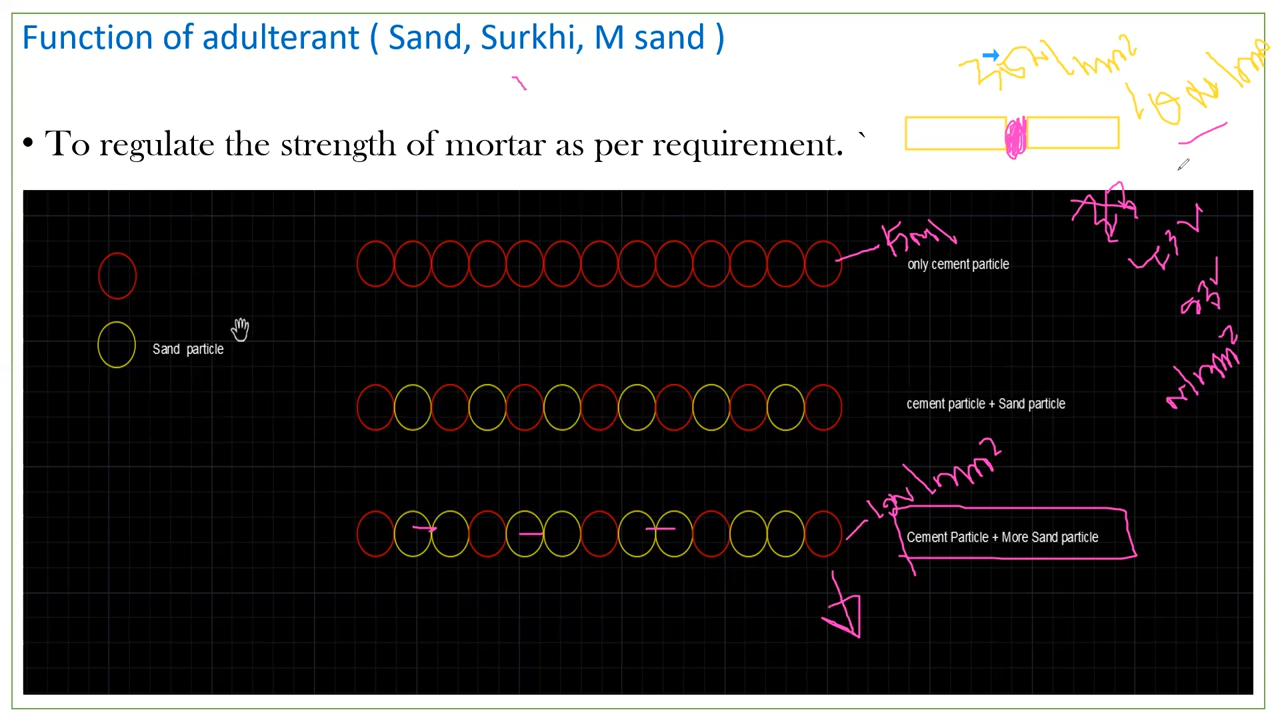 Function of adulterant ( Sand, Surkhi, M sand )
• To regulate the strength of mortar as per requirement. `
only cement particle
Sand particle
cement particle + Sand particle
N/mm²
Cement Particle + More Sand particle